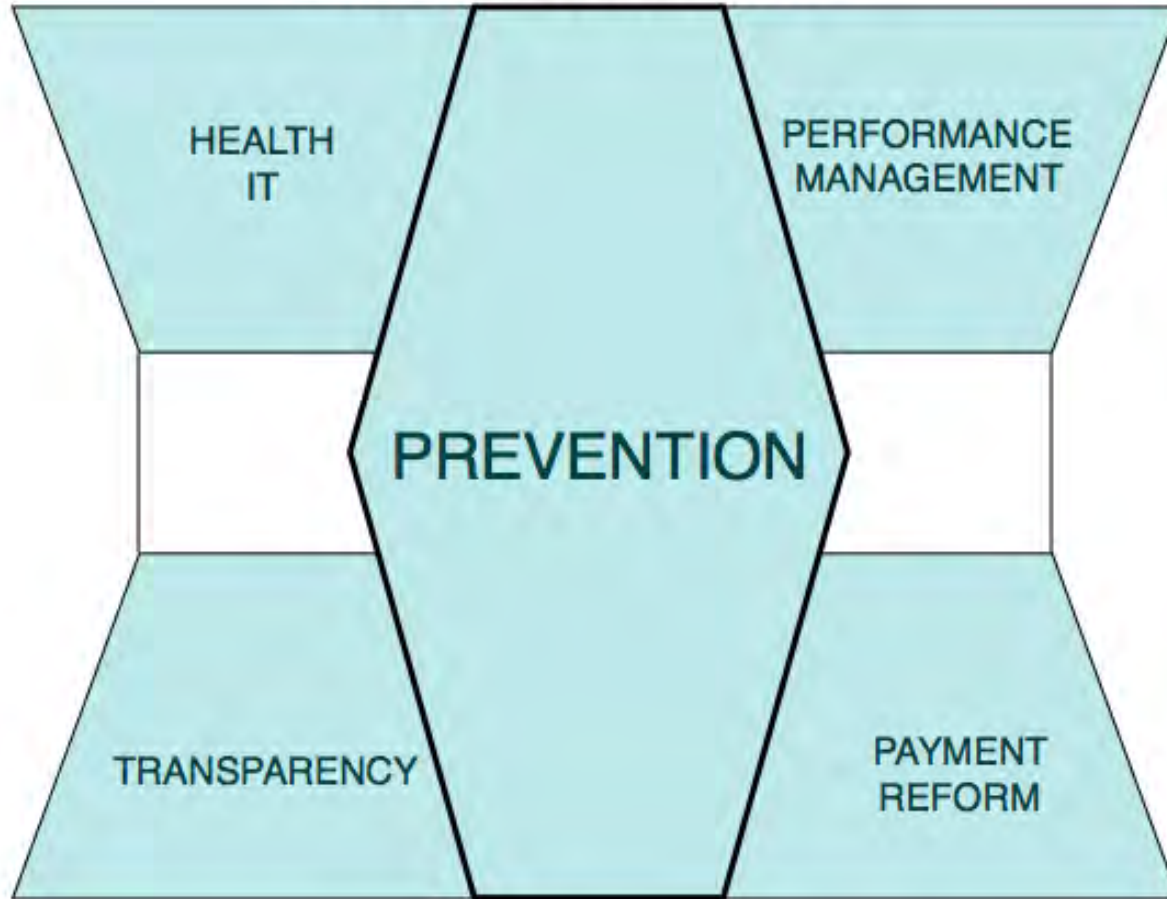 HEALTH
IT
PERFORMANCE
MANAGEMENT
PREVENTION
TRANSPARENCY
PAYMENT
REFORM